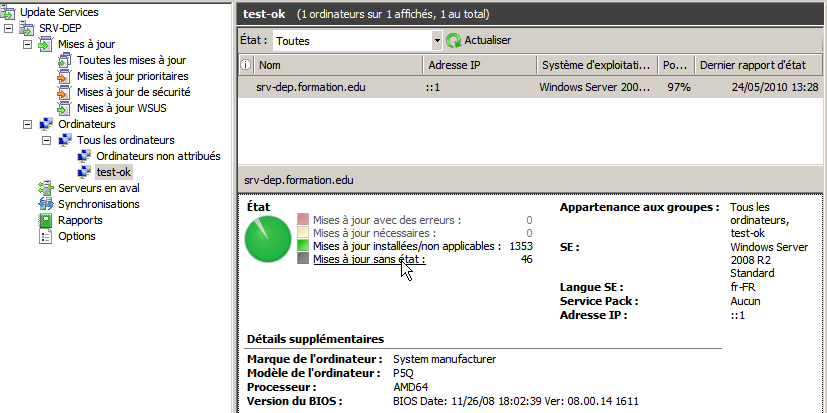 Update Services
SRV-DEP
Mises à jour
Toutes les mises à jour
Mises à jour prioritaires
Mises à jour de sécurité
Mises à jour WSUS
Ordinateurs
Tous les ordinateurs
Ordinateurs non attribués
test-ok
Serveurs en aval
Synchronisations
Rapports
Options
test-ok (1 ordinateurs sur 1 affichés, 1 au total)
État : Toutes Actualiser
Nom Adresse IP Système d'exploitati... Po... Dernier rapport d'état
srv-dep.formation.edu ::1 Windows Server 200... 97% 24/05/2010 13:28
srv-dep.formation.edu
État
Mises à jour avec des erreurs : 0
Mises à jour nécessaires : 0
Mises à jour installées/non applicables : 1353
Mises à jour sans état : 46
Appartenance aux groupes : Tous les
ordinateurs,
test-ok
SE : Windows Server
2008 R2
Standard
Langue SE : fr-FR
Service Pack : Aucun
Adresse IP : ::1
Détails supplémentaires
Marque de l'ordinateur : System manufacturer
Modèle de l'ordinateur : P5Q
Processeur : AMD64
Version du BIOS : BIOS Date: 11/26/08 18:02:39 Ver: 08.00.14 1611